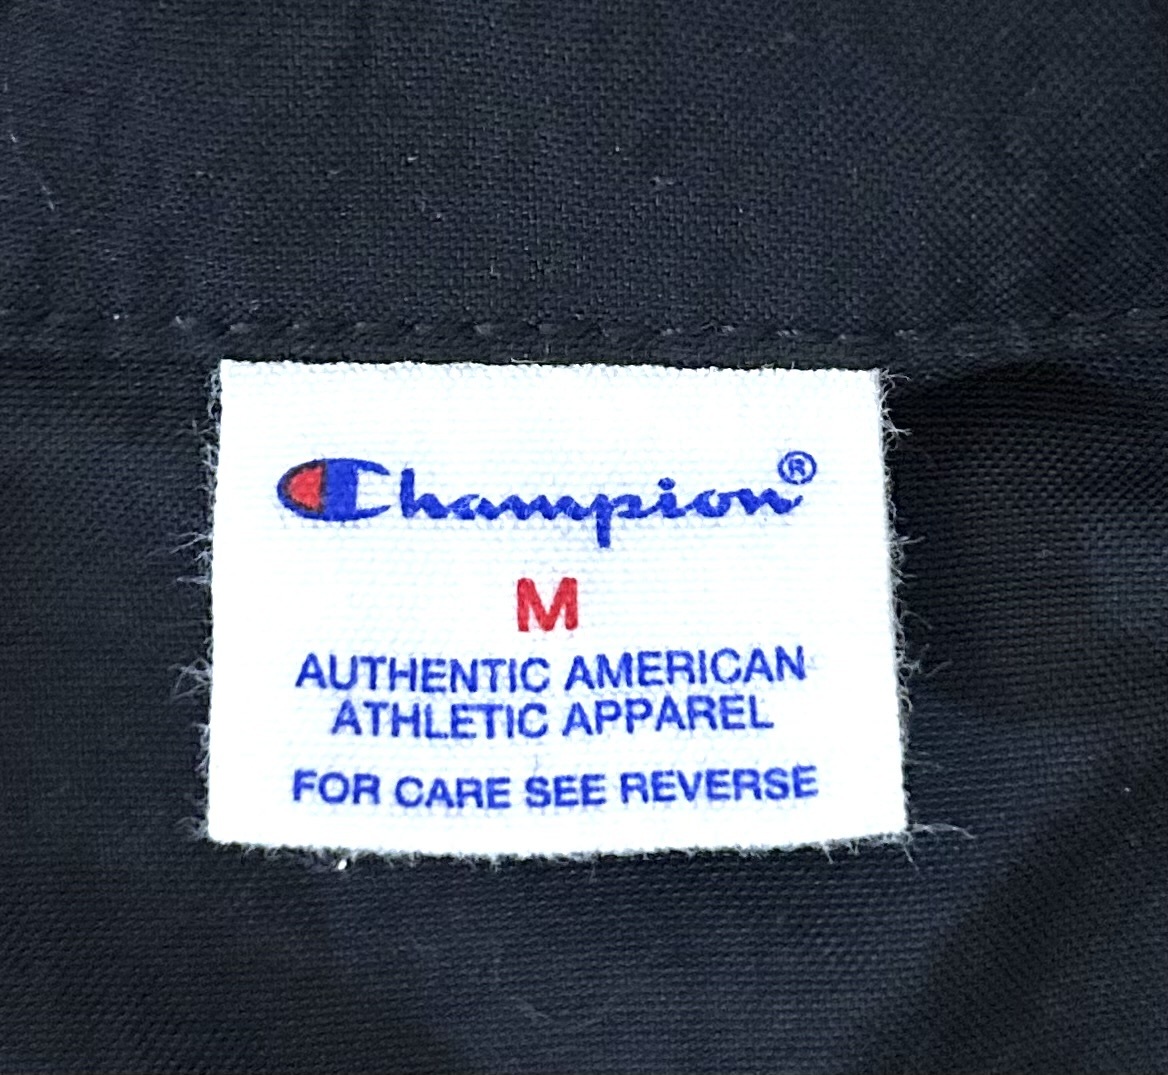 Champion®
M
AUTHENTIC AMERICAN
ATHLETIC APPAREL
FOR CARE SEE REVERSE